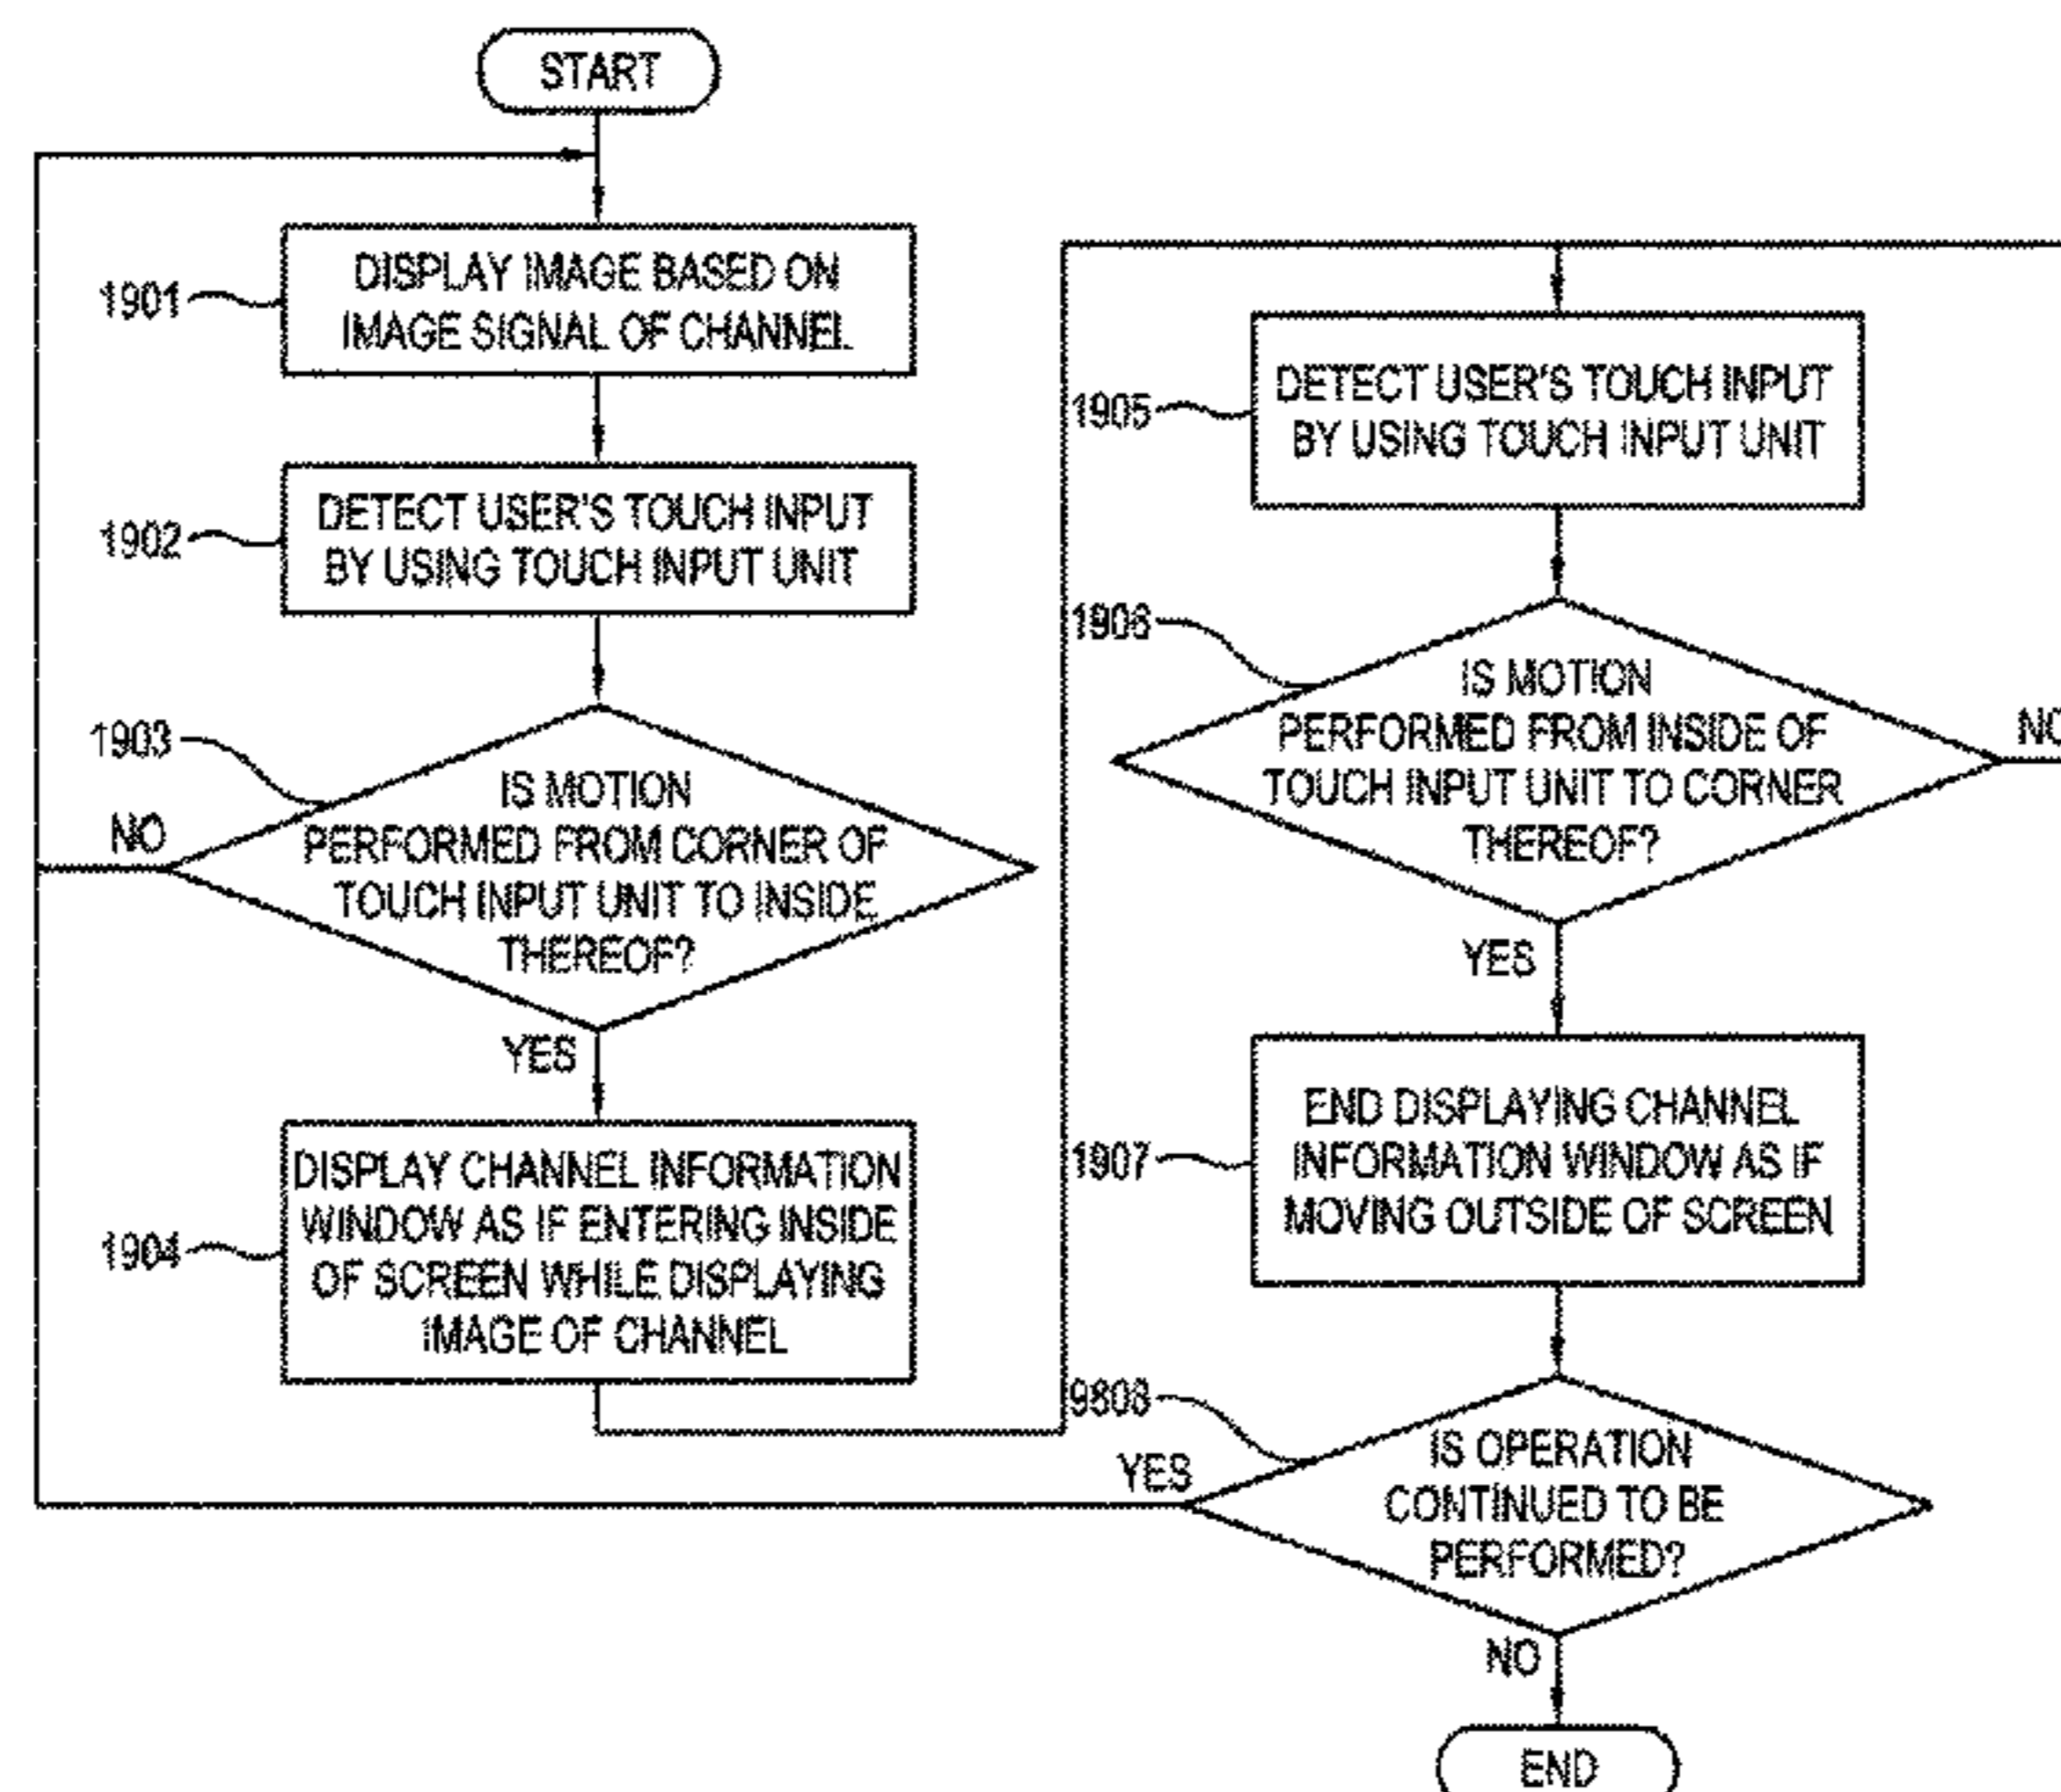 START
1901
DISPLAY IMAGE BASED ON
IMAGE SIGNAL OF CHANNEL
1902
DETECT USER'S TOUCH INPUT
BY USING TOUCH INPUT UNIT
1903
IS MOTION
PERFORMED FROM CORNER OF
TOUCH INPUT UNIT TO INSIDE
THEREOF?
NO
YES
1904
DISPLAY CHANNEL INFORMATION
WINDOW AS IF ENTERING INSIDE
OF SCREEN WHILE DISPLAYING
IMAGE OF CHANNEL
1905
DETECT USER'S TOUCH INPUT
BY USING TOUCH INPUT UNIT
1906
IS MOTION
PERFORMED FROM INSIDE OF
TOUCH INPUT UNIT TO CORNER
THEREOF?
NO
YES
1907
END DISPLAYING CHANNEL
INFORMATION WINDOW AS IF
MOVING OUTSIDE OF SCREEN
9808
IS OPERATION
CONTINUED TO BE
PERFORMED?
YES
NO
END